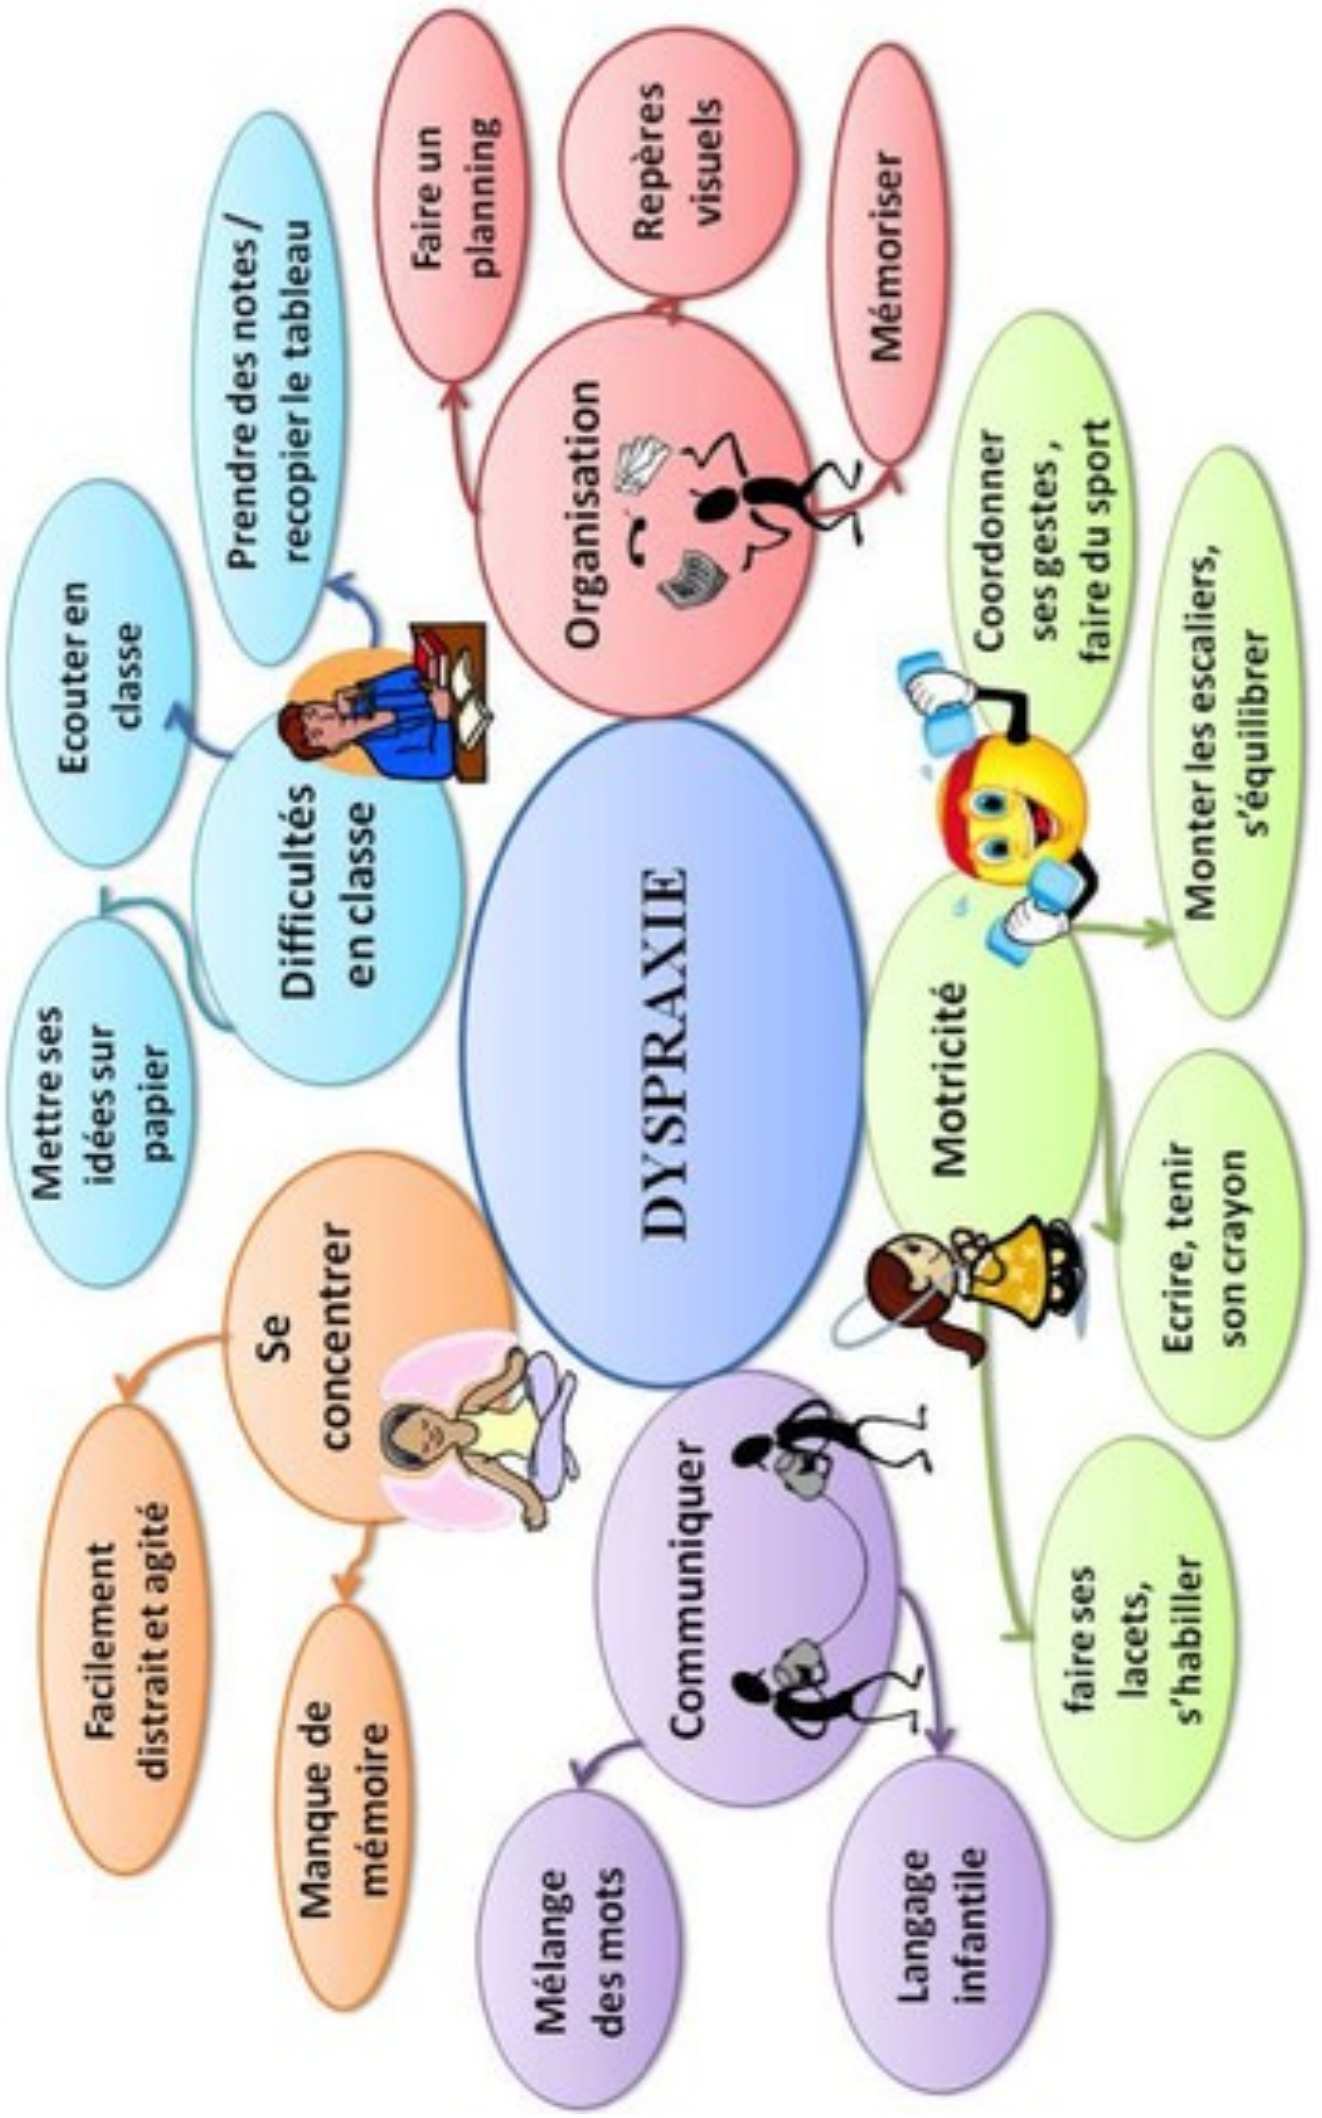 Facilement
distrait et agité
Manque de
mémoire
Se
concentrer
Mettre ses
idées sur
papier
Ecouter en
classe
Difficultés
en classe
Prendre des notes /
recopier le tableau
Faire un
planning
Repères
visuels
Mémoriser
Organisation
DYSPRAXIE
Mélange
des mots
Communiquer
Langage
infantile
Motricité
faire ses
lacets,
s'habiller
Ecrire, tenir
son crayon
Monter les escaliers,
s'équilibrer
Coordonner
ses gestes ,
faire du sport